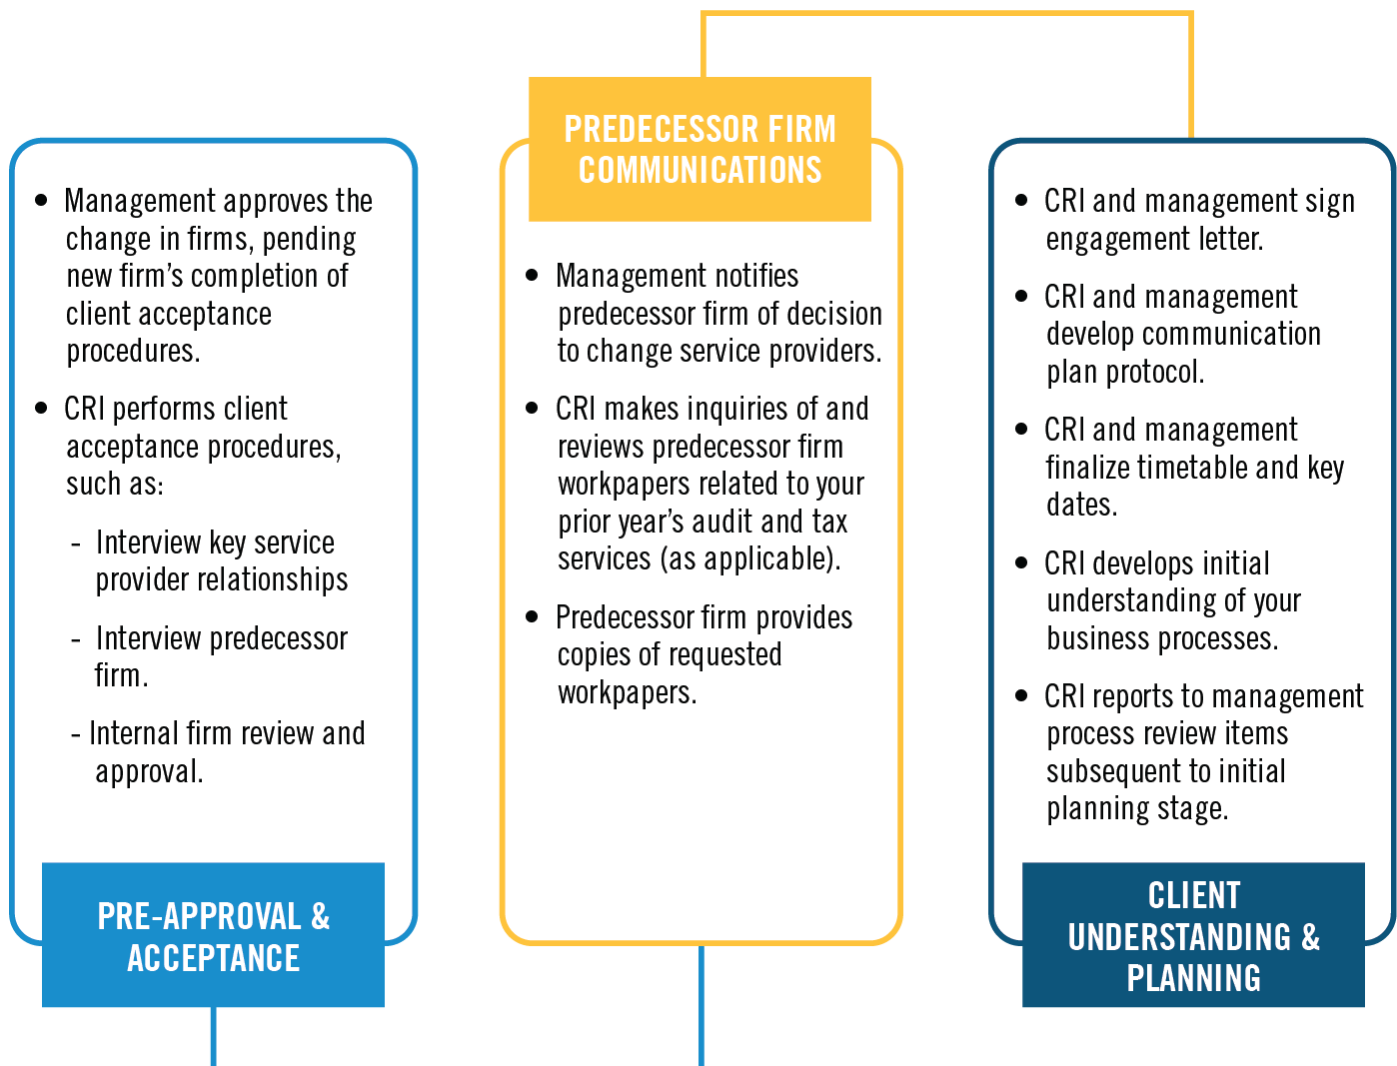 • Management approves the
change in firms, pending
new firm’s completion of
client acceptance
procedures.
• CRI performs client
acceptance procedures,
such as:
- Interview key service
provider relationships
- Interview predecessor
firm.
- Internal firm review and
approval.
PRE-APPROVAL &
ACCEPTANCE
PREDECESSOR FIRM
COMMUNICATIONS
• Management notifies
predecessor firm of decision
to change service providers.
• CRI makes inquiries of and
reviews predecessor firm
workpapers related to your
prior year’s audit and tax
services (as applicable).
• Predecessor firm provides
copies of requested
workpapers.
• CRI and management sign
engagement letter.
• CRI and management
develop communication
plan protocol.
• CRI and management
finalize timetable and key
dates.
• CRI develops initial
understanding of your
business processes.
• CRI reports to management
process review items
subsequent to initial
planning stage.
CLIENT
UNDERSTANDING &
PLANNING